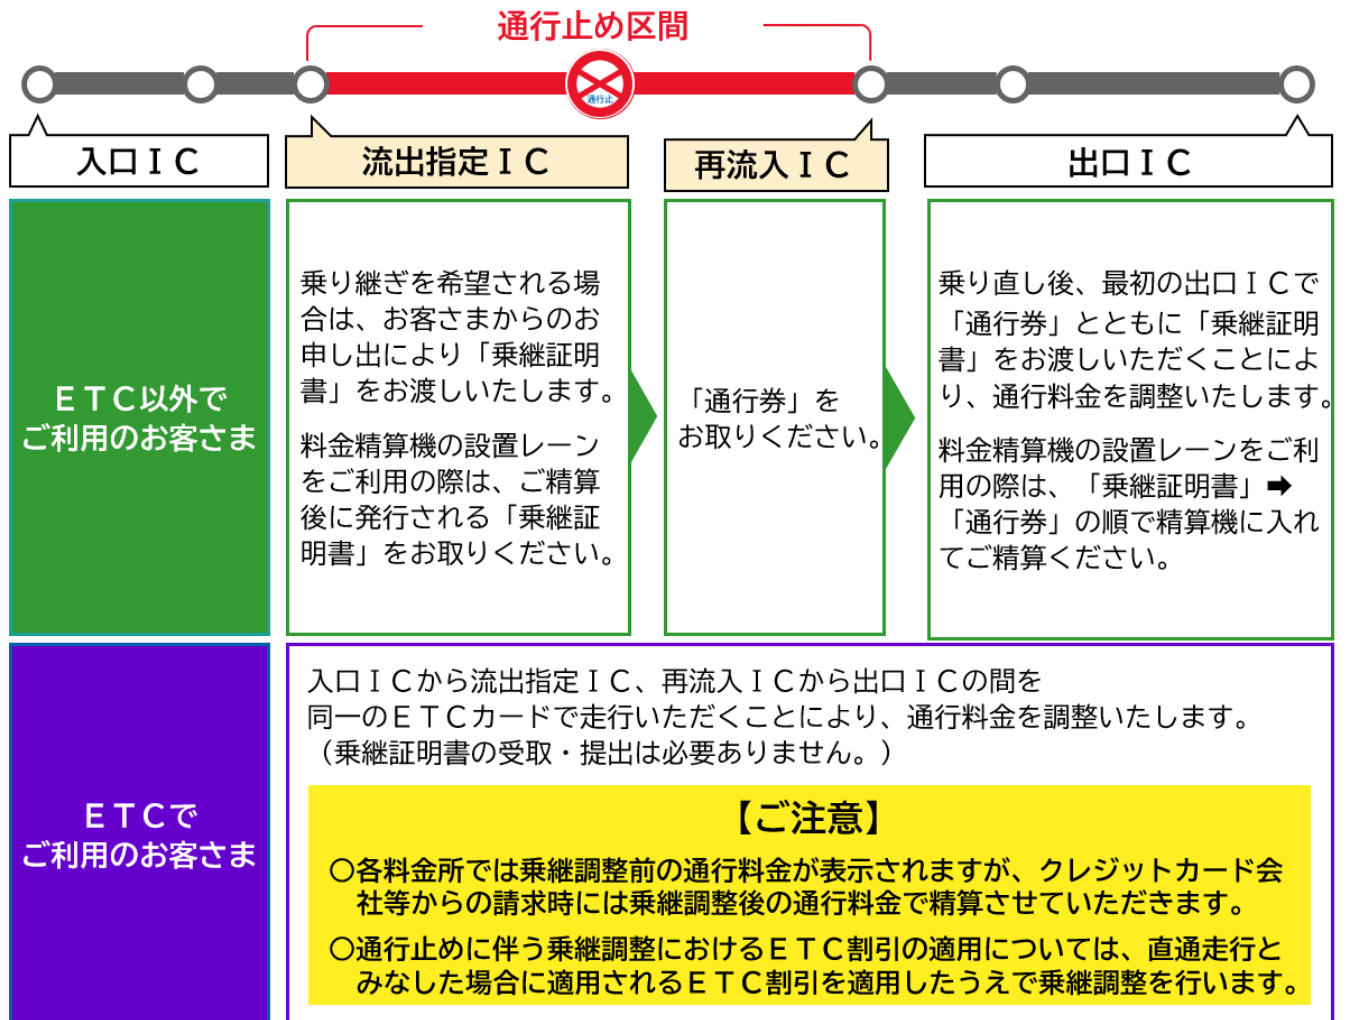 通行止め区間
通行止
入口ＩＣ
流出指定ＩＣ
再流入ＩＣ
出口ＩＣ
ＥＴＣ以外で
ご利用のお客さま
乗り継ぎを希望される場
合は、お客さまからのお
申し出により「乗継証明
書」をお渡しいたします。
料金精算機の設置レーン
をご利用の際は、ご精算
後に発行される「乗継証
明書」をお取りください。
「通行券」を
お取りください。
乗り直し後、最初の出口ＩＣで
「通行券」とともに「乗継証明
書」をお渡しいただくことによ
り、通行料金を調整いたします。
料金精算機の設置レーンをご利
用の際は、「乗継証明書」➡
「通行券」の順で精算機に入れ
てご精算ください。
ＥＴＣで
ご利用のお客さま
入口ＩＣから流出指定ＩＣ、再流入ＩＣから出口ＩＣの間を
同一のＥＴＣカードで走行いただくことにより、通行料金を調整いたします。
（乗継証明書の受取・提出は必要ありません。）
【ご注意】
○各料金所では乗継調整前の通行料金が表示されますが、クレジットカード会
社等からの請求時には乗継調整後の通行料金で精算させていただきます。
○通行止めに伴う乗継調整におけるＥＴＣ割引の適用については、直通走行と
みなした場合に適用されるＥＴＣ割引を適用したうえで乗継調整を行います。